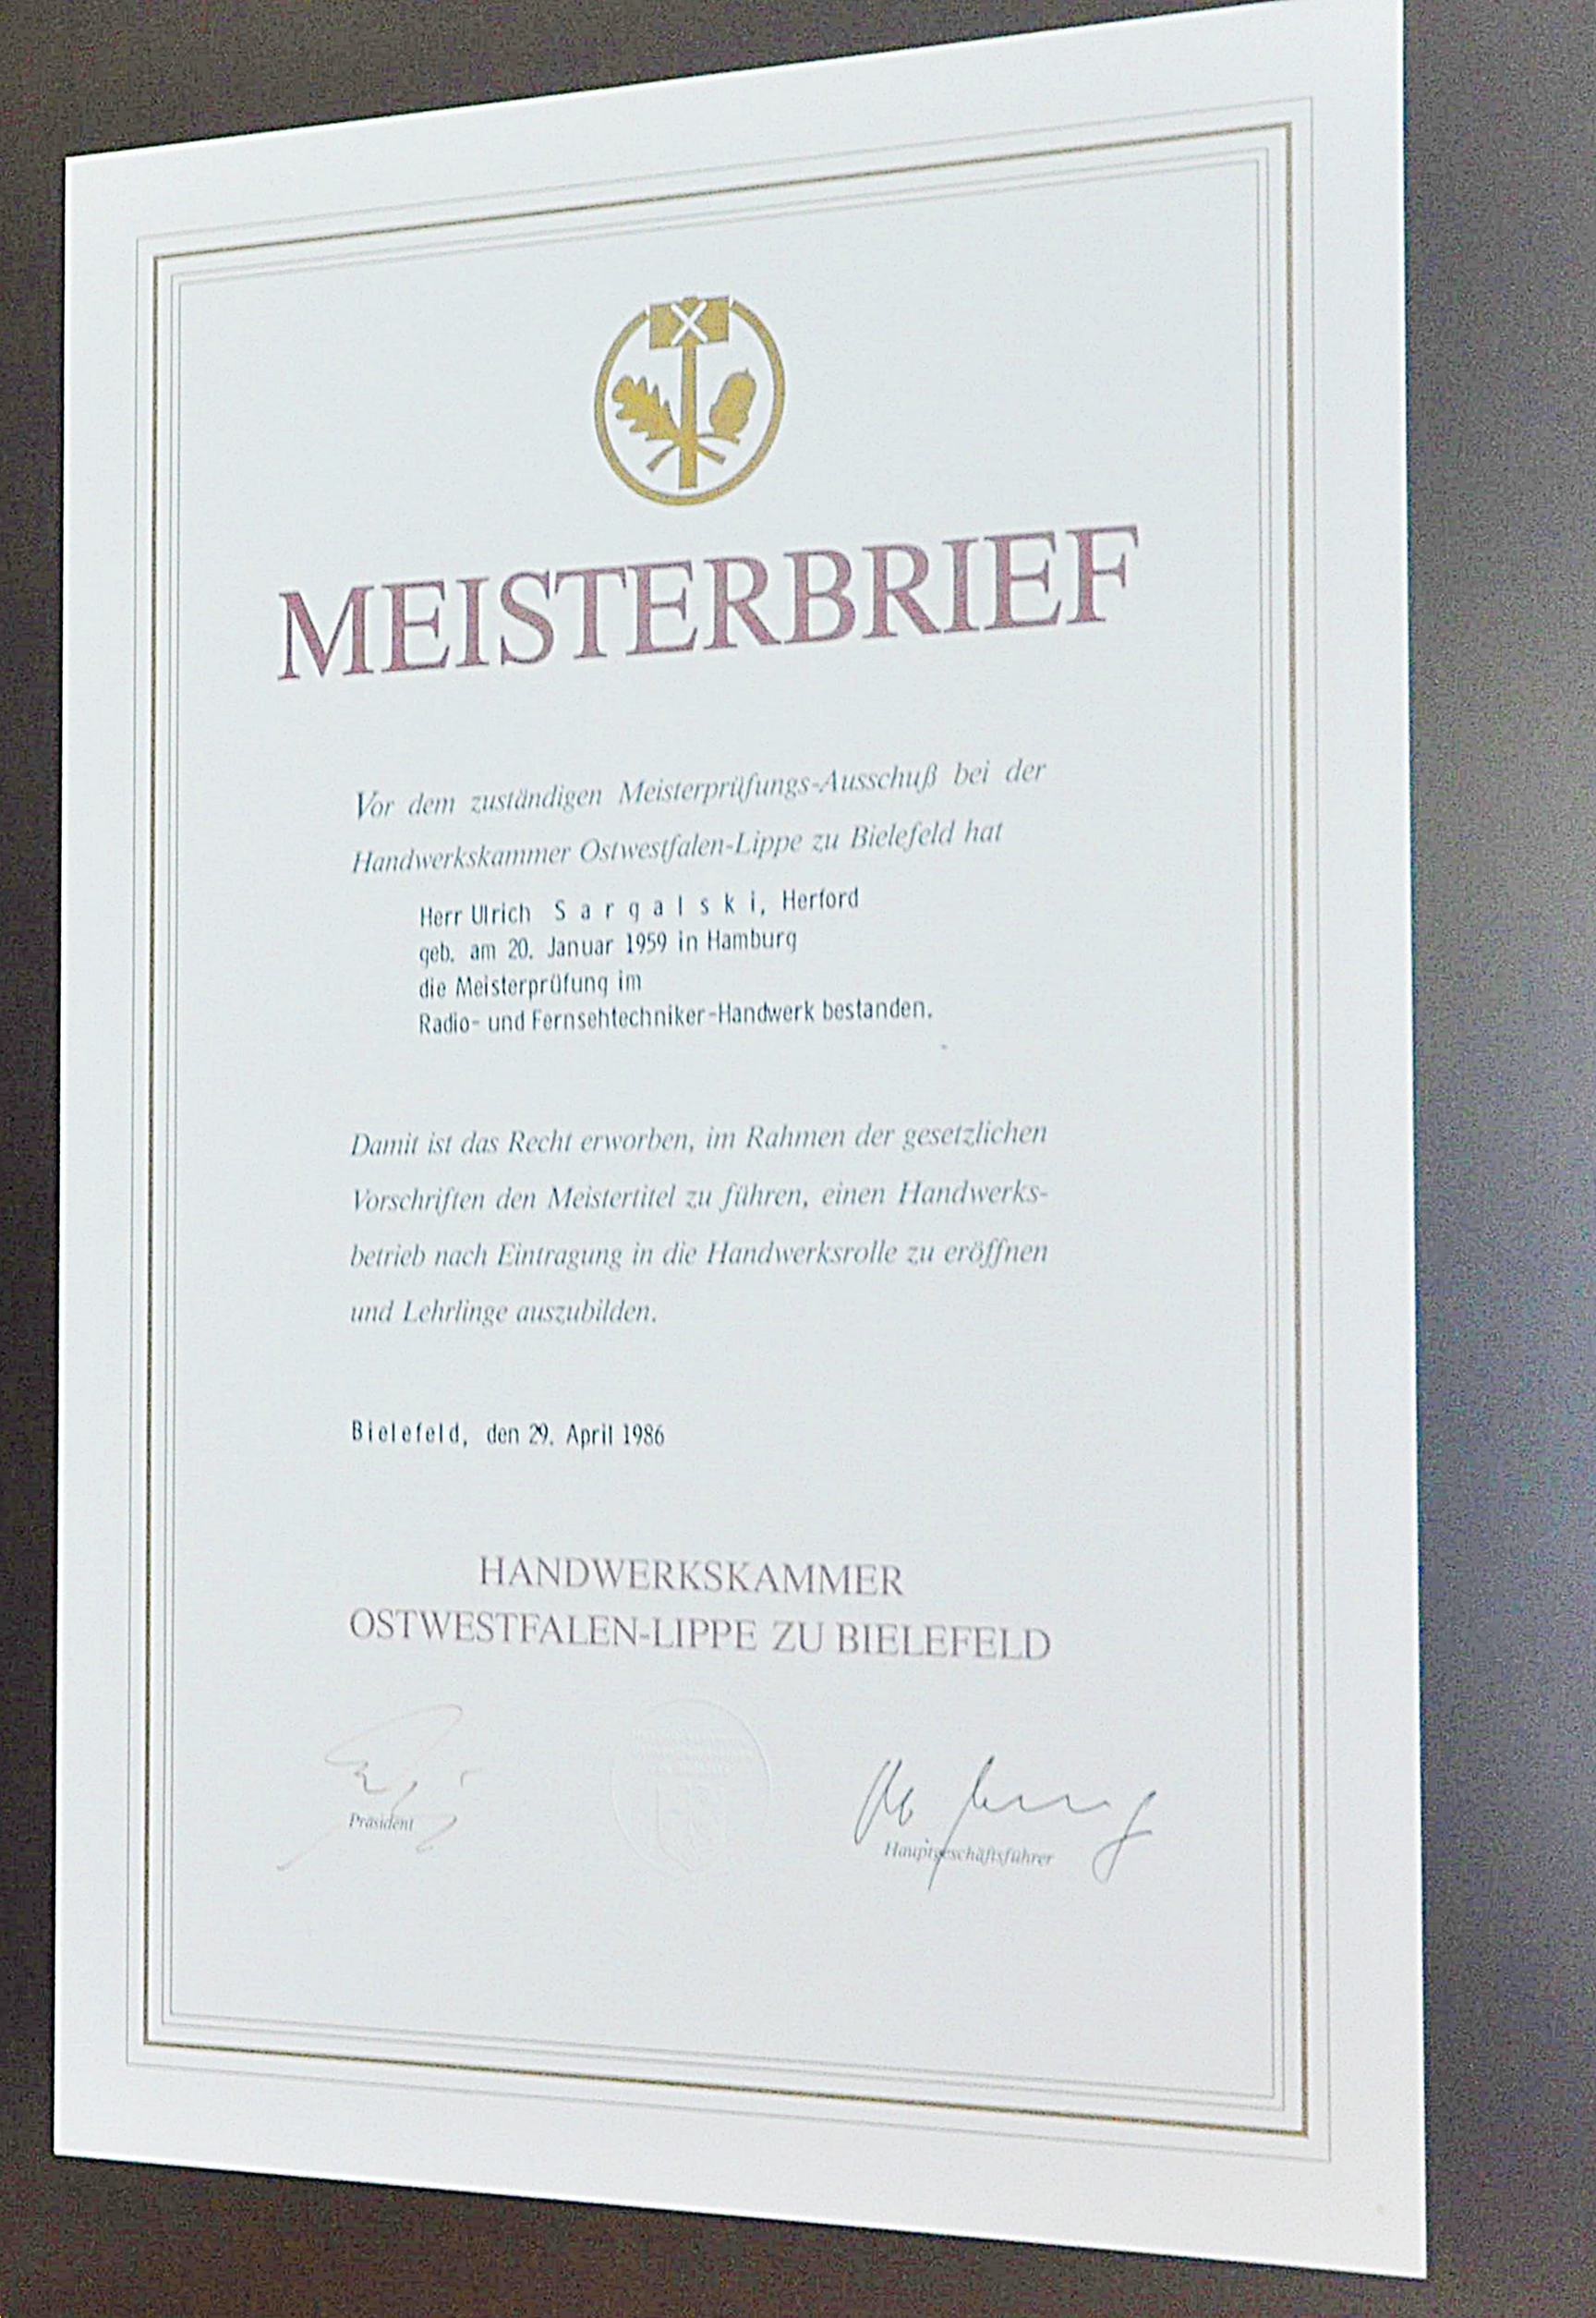 MEISTERBRIEF
Vor dem zuständigen Meisterprüfungs-Ausschuß bei der
Handwerkskammer Ostwestfalen-Lippe zu Bielefeld hat
Herr Ulrich S a r g a l s k i, Herford
geb. am 20. Januar 1959 in Hamburg
die Meisterprüfung im
Radio- und Fernsehtechniker-Handwerk bestanden.
Damit ist das Recht erworben, im Rahmen der gesetzlichen
Vorschriften den Meistertitel zu führen, einen Handwerks-
betrieb nach Eintragung in die Handwerksrolle zu eröffnen
und Lehrlinge auszubilden.
Bielefeld, den 29. April 1986
HANDWERKSKAMMER
OSTWESTFALEN-LIPPE ZU BIELEFELD
Präsident
Hauptgeschäftsführer